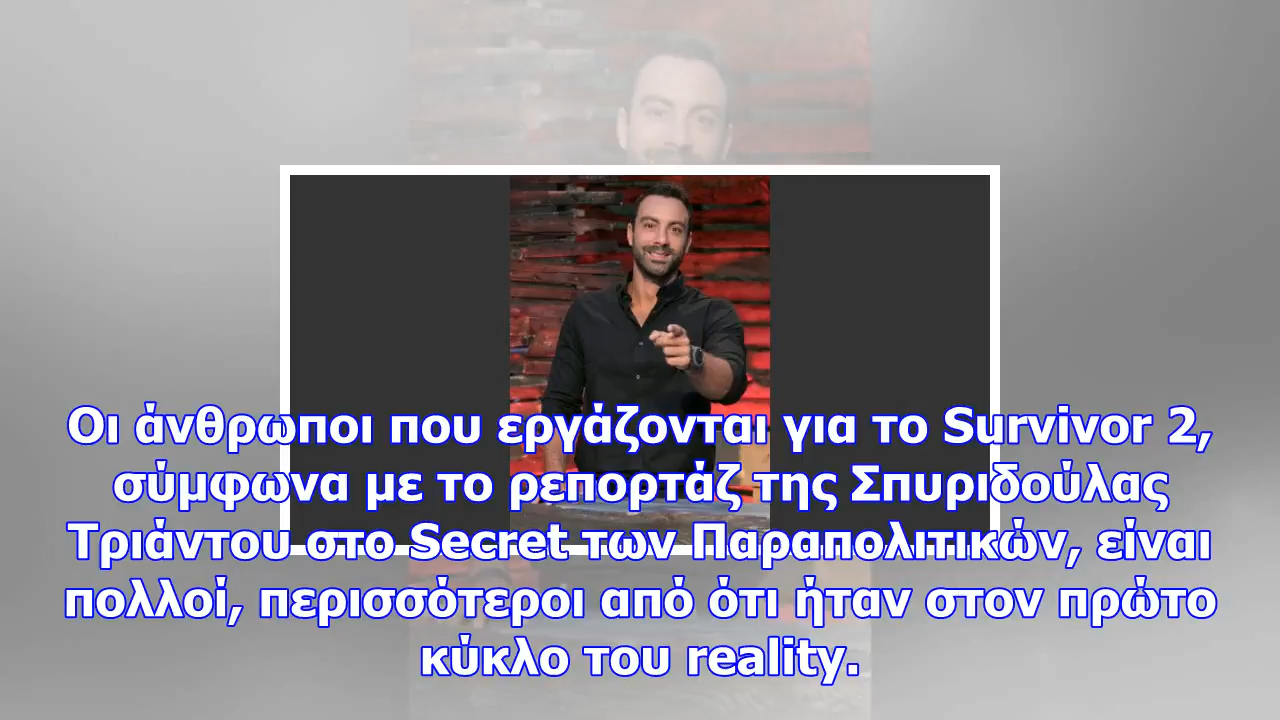 Οι άνθρωποι που εργάζονται για το Survivor 2,
σύμφωνα με το ρεπορτάζ της Σπυριδούλας
Τριάντου στο Secret των Παραπολιτικών, είναι
πολλοί, περισσότεροι από ότι ήταν στον πρώτο
κύκλο του reality.